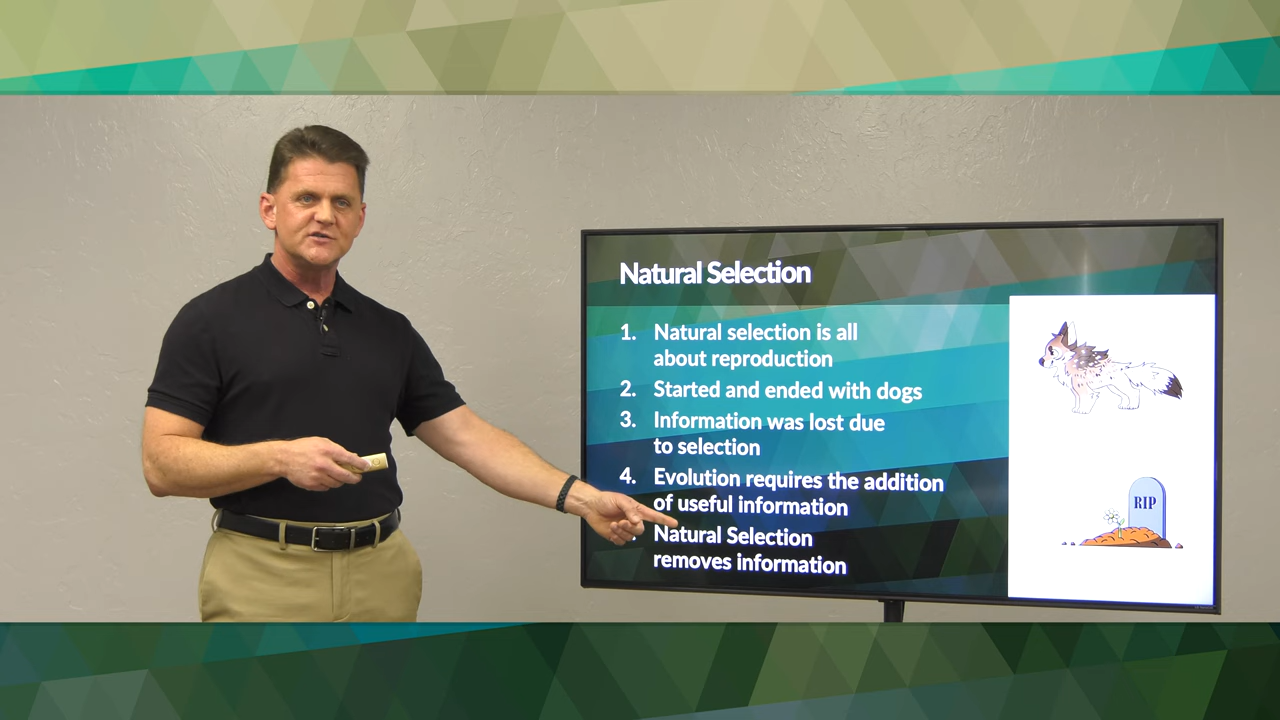 Natural Selection
1. Natural selection is all
about reproduction
2. Started and ended with dogs
3. Information was lost due
to selection
4. Evolution requires the addition
of useful information
Natural Selection
removes information
RIP